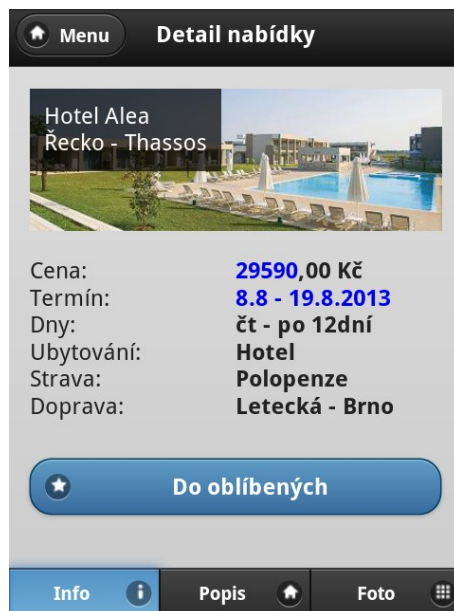 Menu
Detail nabídky
Hotel Alea
Řecko - Thassos
Cena: 29590,00 Kč
Termín: 8.8 - 19.8.2013
Dny: čt - po 12dní
Ubytování: Hotel
Strava: Polopenze
Doprava: Letecká - Brno
Do oblíbených
Info Popis Foto